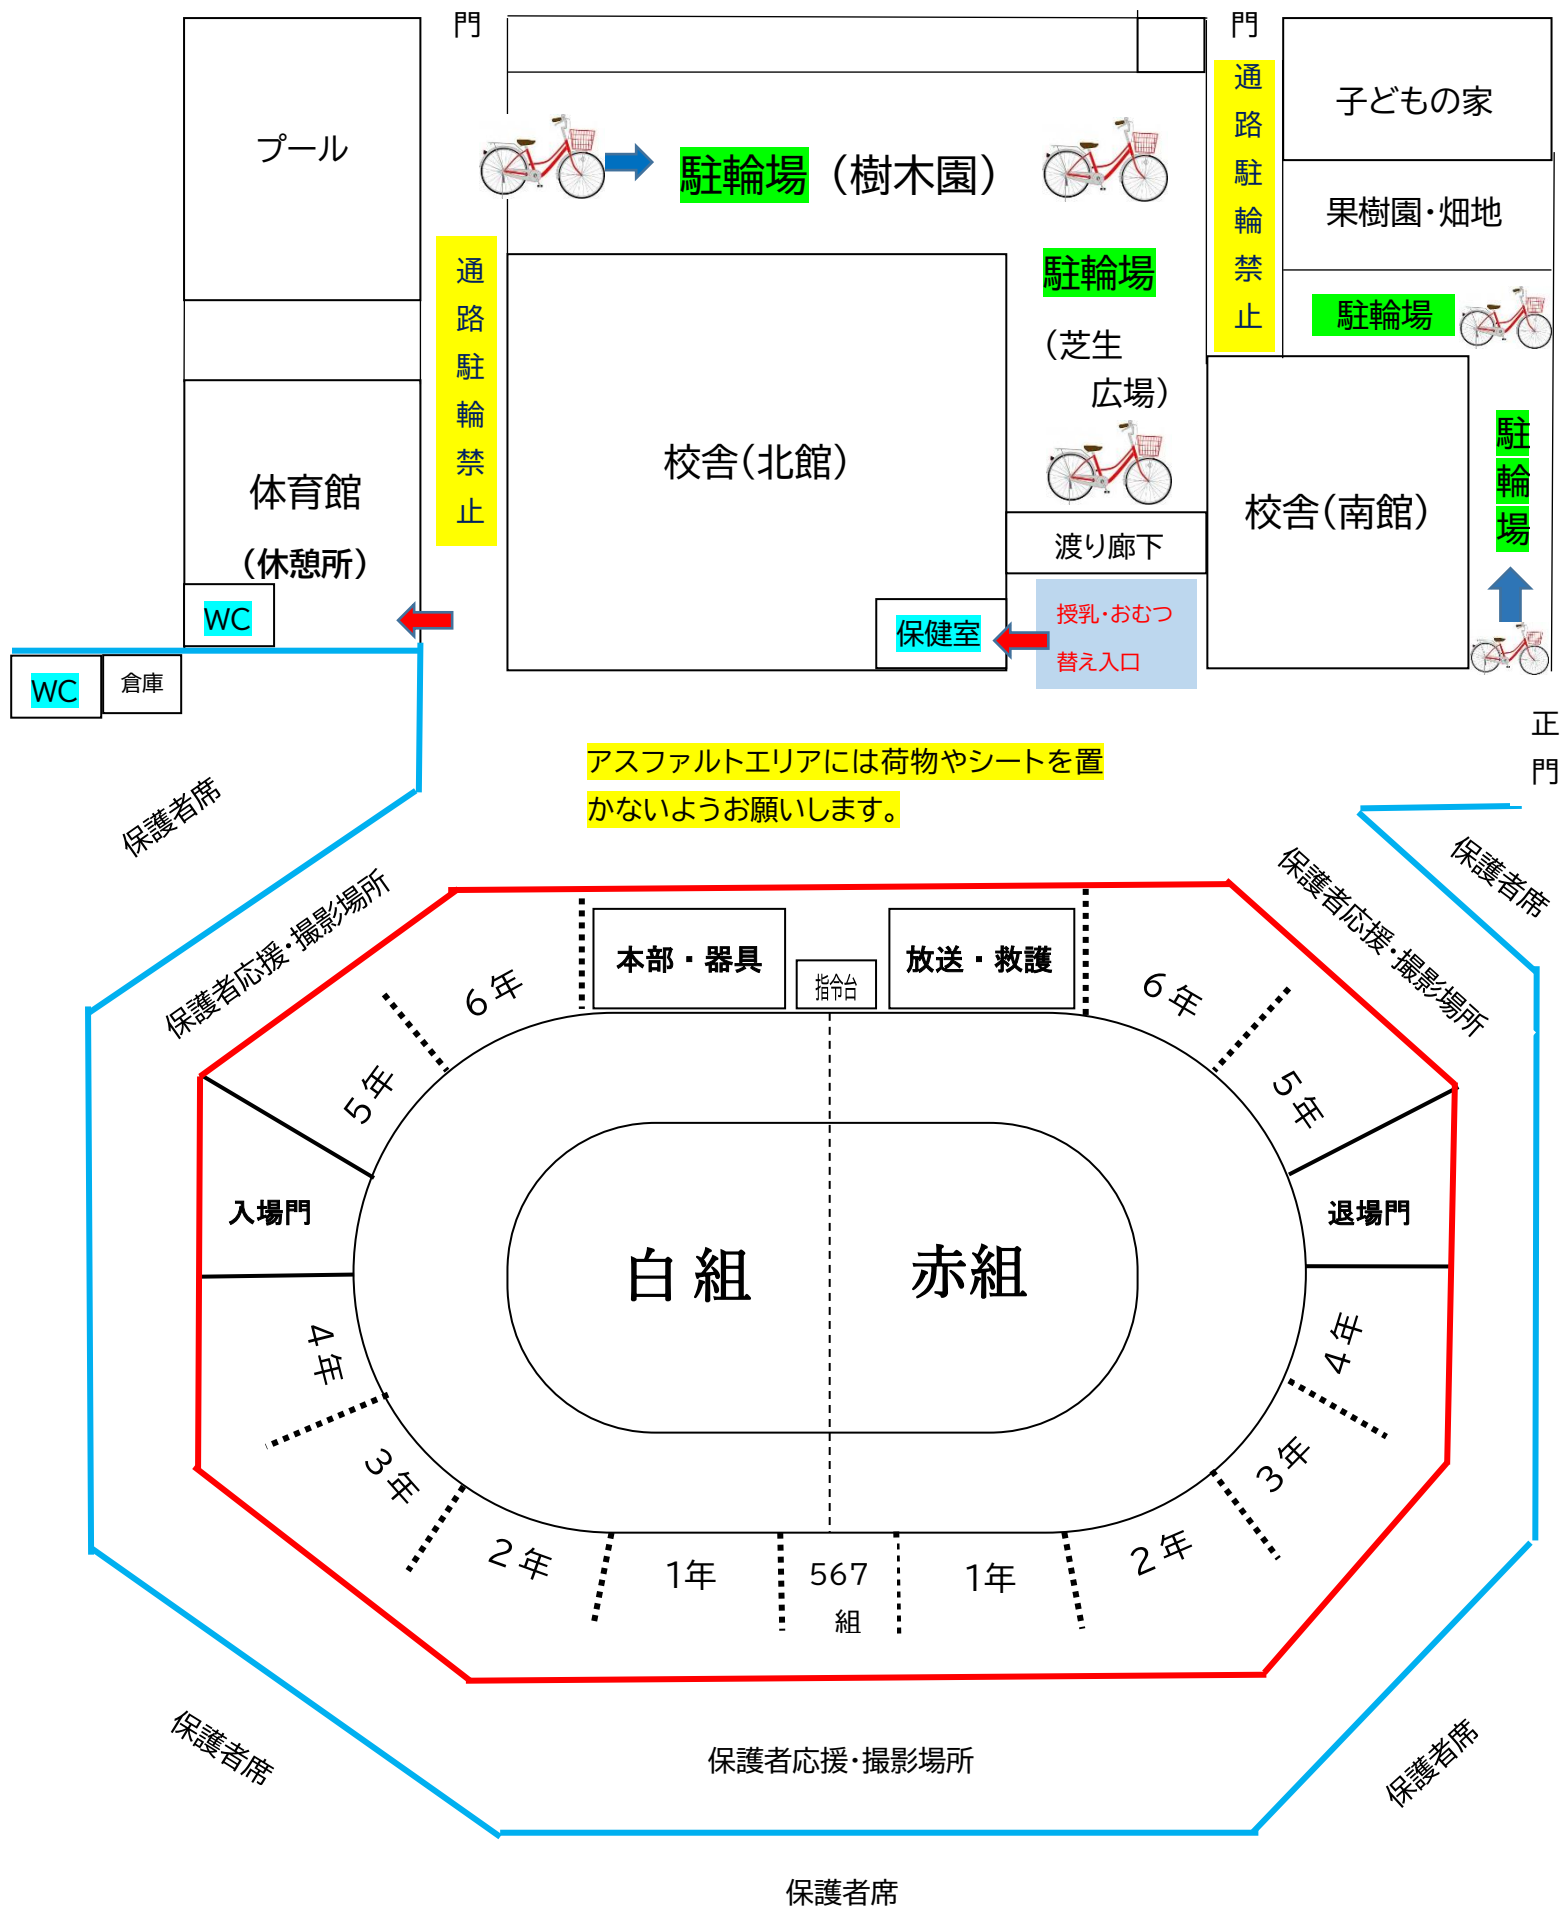 門
門
プール
子どもの家
駐輪場（樹木園）
通路駐輪禁止
果樹園・畑地
通路駐輪禁止
駐輪場
（芝生
広場）
駐輪場
校舎（北館）
体育館
（休憩所）
駐輪場
校舎（南館）
渡り廊下
WC
保健室
授乳・おむつ
替え入口
WC
倉庫
正門
アスファルトエリアには荷物やシートを置
かないようお願いします。
保護者席
保護者席
保護者応援・撮影場所
保護者応援・撮影場所
本部・器具
指令台
放送・救護
６年
６年
５年
５年
入場門
退場門
白組
赤組
４年
４年
３年
３年
２年
1年
567
組
1年
２年
保護者席
保護者応援・撮影場所
保護者席
保護者席